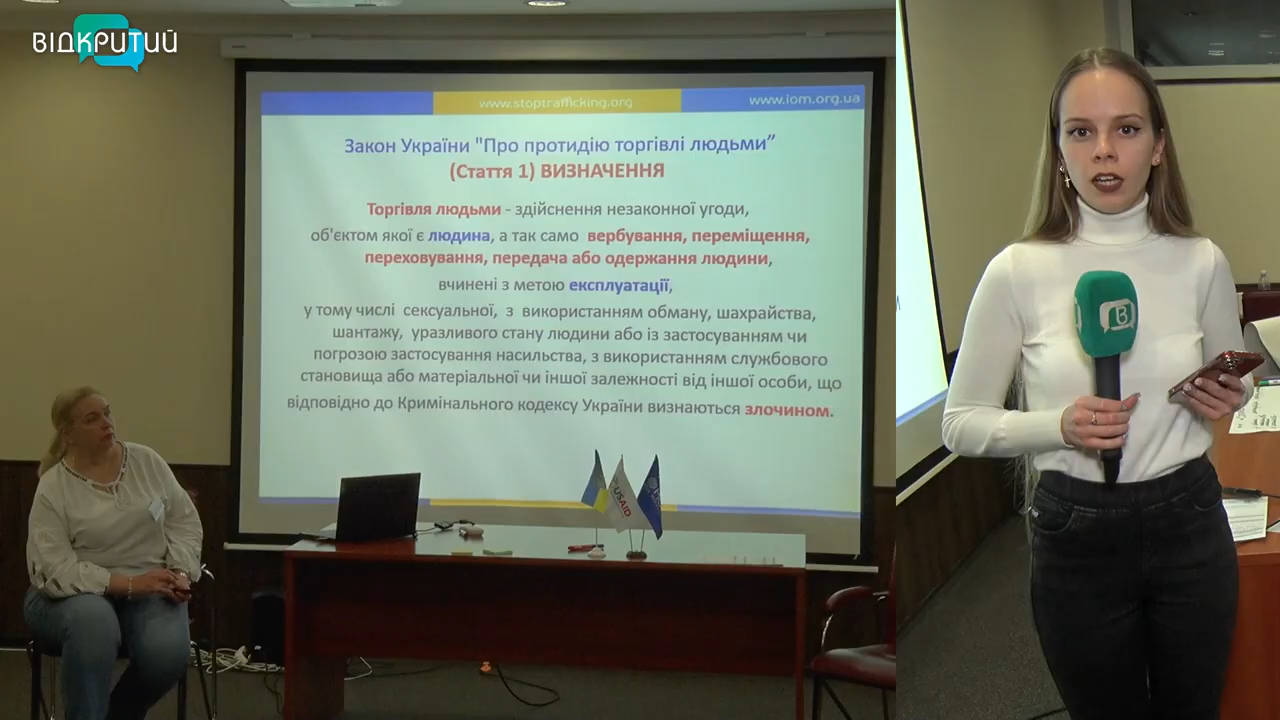 ВІДКРИТИЙ
www.stoptrafficking.org
www.iom.org.ua
Закон України "Про протидію торгівлі людьми”
(Стаття 1) ВИЗНАЧЕННЯ
Торгівля людьми - здійснення незаконної угоди,
об'єктом якої є людина, а так само вербування, переміщення,
переховування, передача або одержання людини,
вчинені з метою експлуатації,
у тому числі сексуальної, з використанням обману, шахрайства,
шантажу, уразливого стану людини або із застосуванням чи
погрозою застосування насильства, з використанням службового
становища або матеріальної чи іншої залежності від іншої особи, що
відповідно до Кримінального кодексу України визнаються злочином.
USAID
В